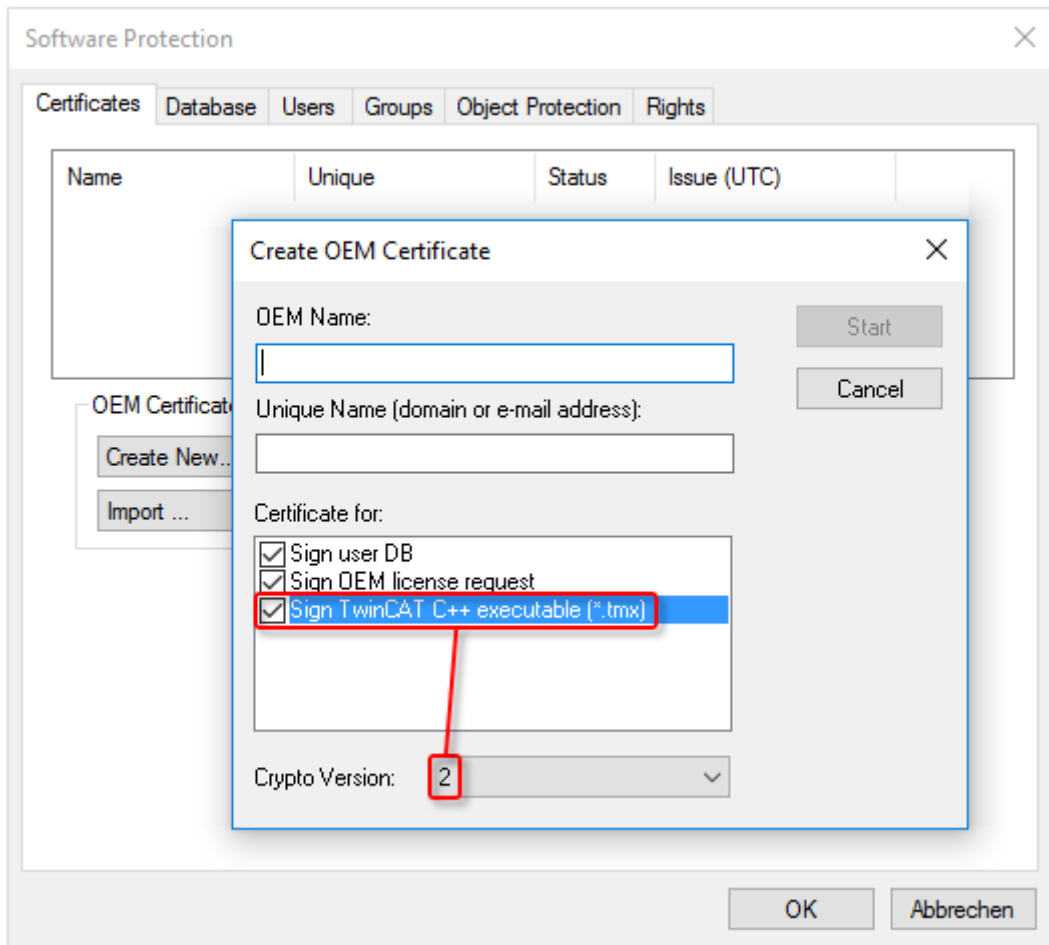 Software Protection
Certificates Database Users Groups Object Protection Rights
Name Unique Status Issue (UTC)
Create OEM Certificate
OEM Name:
Start
Cancel
OEM Certificat
Unique Name (domain or e-mail address):
Create New..
Import ...
Certificate for:
Sign user DB
Sign OEM license request
Sign TwinCAT C++ executable (*.tmx)
Crypto Version: 2
OK Abbrechen